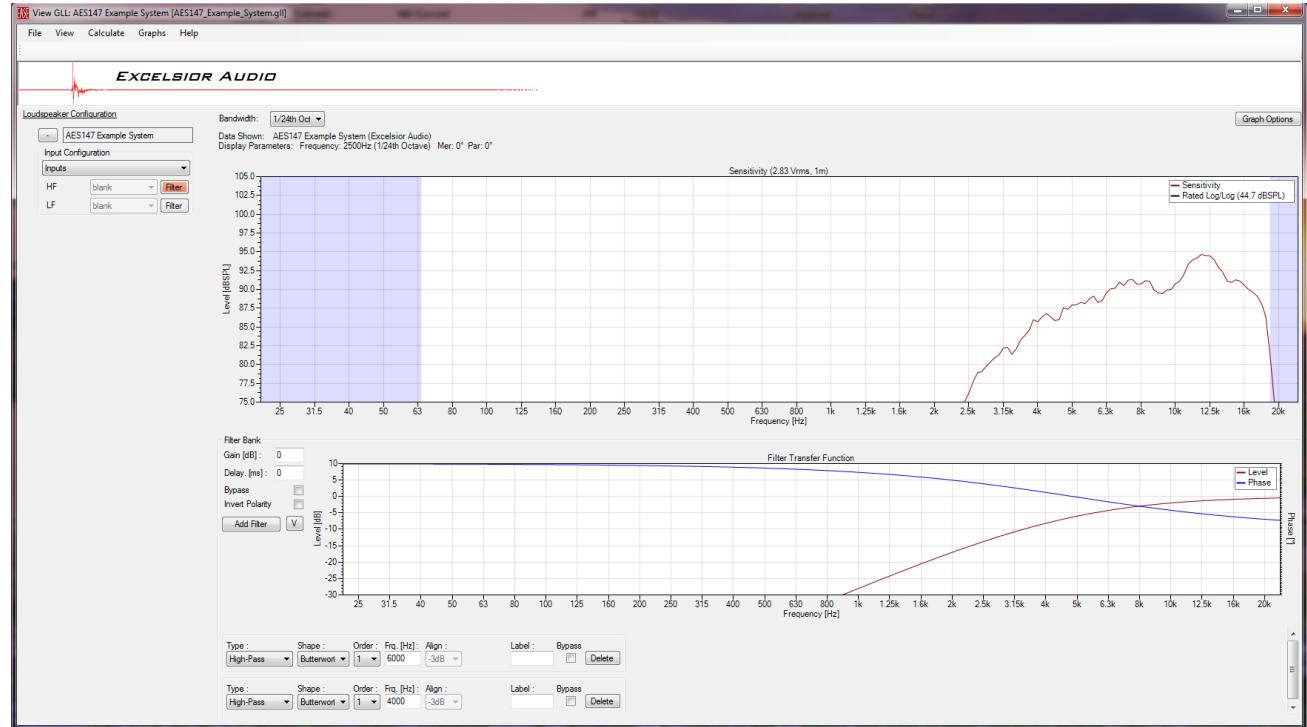 View GLL: AES147 Example System [AES147_Example_System.gll]
File View Calculate Graphs Help
EXCELSIOR AUDIO
Loudspeaker Configuration
- AES147 Example System
Input Configuration
Inputs
HF blank Filter
LF blank Filter
Bandwidth: 1/24th Oct
Graph Options
Data Shown: AES147 Example System (Excelsior Audio)
Display Parameters: Frequency: 2500Hz (1/24th Octave) Mer: 0° Par: 0°
Sensitivity (2.83 Vrms, 1m)
Sensitivity
Rated Log/Log (44.7 dBSPL)
Level [dBSPL]
105.0
102.5
100.0
97.5
95.0
92.5
90.0
87.5
85.0
82.5
80.0
77.5
75.0
25 31.5 40 50 63 80 100 125 160 200 250 315 400 500 630 800 1k 1.25k 1.6k 2k 2.5k 3.15k 4k 5k 6.3k 8k 10k 12.5k 16k 20k
Frequency [Hz]
Filter Bank
Gain [dB] : 0
Delay. [ms] : 0
Bypass
Invert Polarity
Add Filter V
Filter Transfer Function
Level
Phase
Level [dB]
Phase [°]
10
5
0
-5
-10
-15
-20
-25
-30
25 31.5 40 50 63 80 100 125 160 200 250 315 400 500 630 800 1k 1.25k 1.6k 2k 2.5k 3.15k 4k 5k 6.3k 8k 10k 12.5k 16k 20k
Frequency [Hz]
Type : Shape : Order : Frq. [Hz] : Align : Label : Bypass
High-Pass Butterwort 1 6000 -3dB Delete
Type : Shape : Order : Frq. [Hz] : Align : Label : Bypass
High-Pass Butterwort 1 4000 -3dB Delete